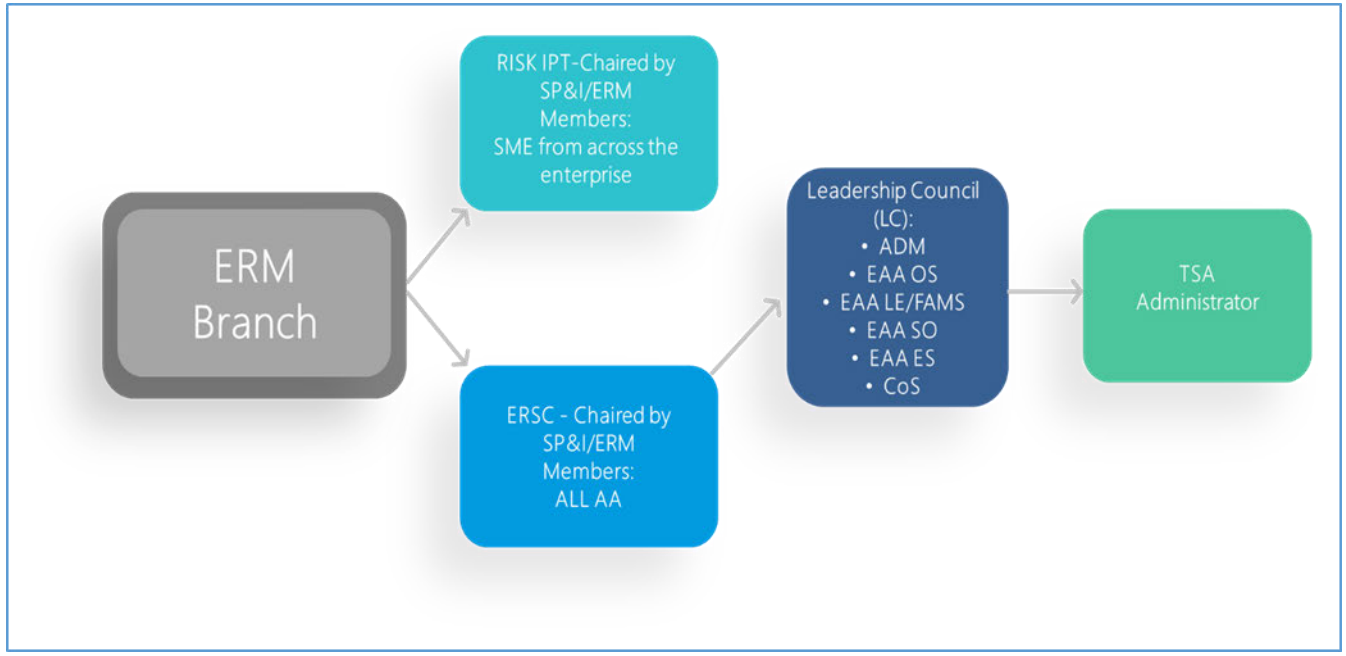 ERM
Branch
RISK IPT-Chaired by
SP&I/ERM
Members:
SME from across the
enterprise
ERSC - Chaired by
SP&I/ERM
Members:
ALL AA
Leadership Council
(LC):
• ADM
• EAA OS
• EAA LE/FAMS
• EAA SO
• EAA ES
• CoS
TSA
Administrator